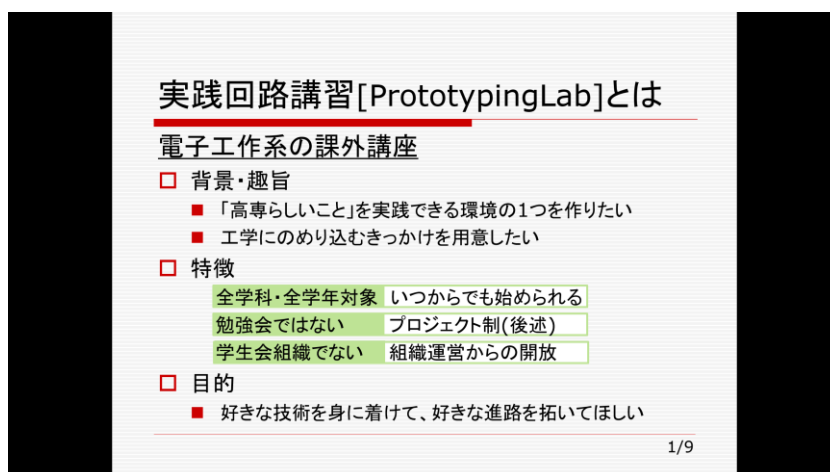 実践回路講習[PrototypingLab]とは
電子工作系の課外講座
背景・趣旨
「高専らしいこと」を実践できる環境の1つを作りたい
工学にのめり込むきっかけを用意したい
特徴
全学科・全学年対象 いつからでも始められる
勉強会ではない プロジェクト制(後述)
学生会組織でない 組織運営からの開放
目的
好きな技術を身に着けて、好きな進路を拓いてほしい
1/9